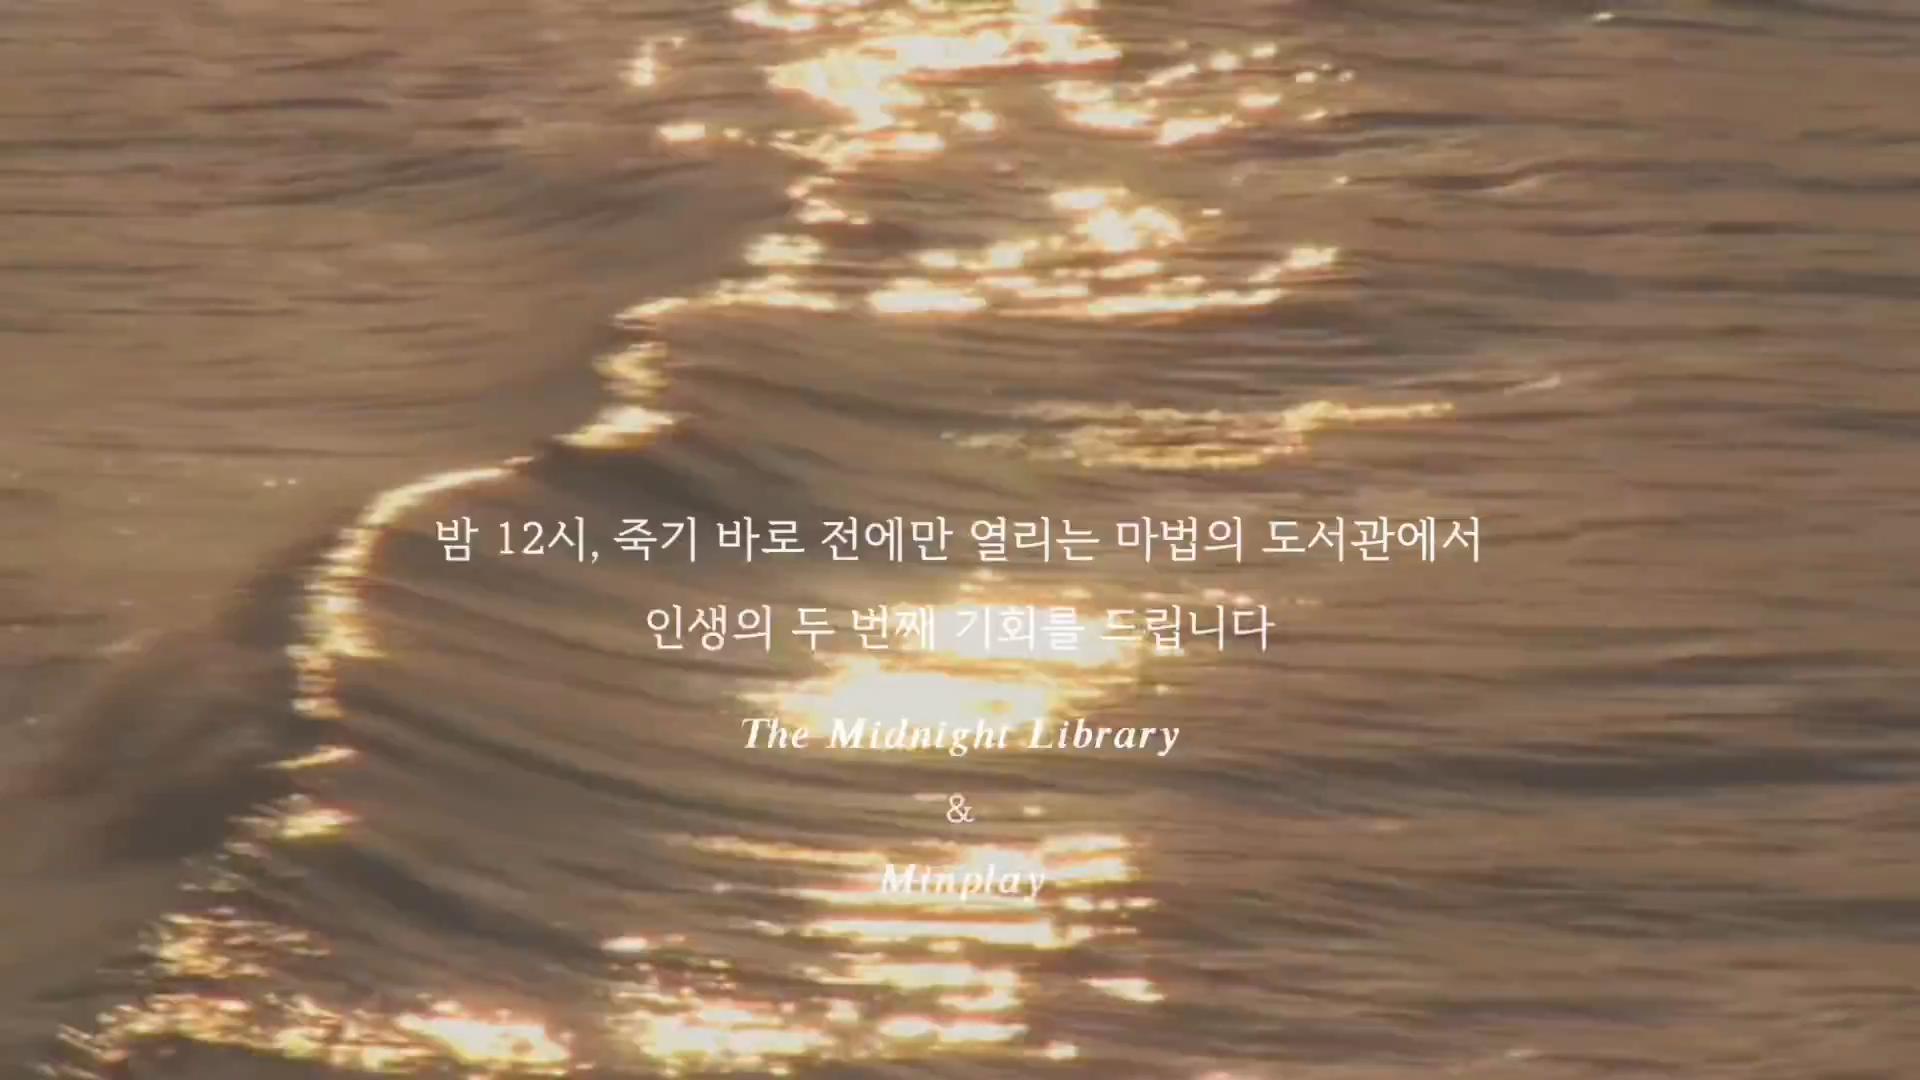 밤 12시, 죽기 바로 전에만 열리는 마법의 도서관에서
인생의 두 번째 기회를 드립니다
The Midnight Library
&
Minplay